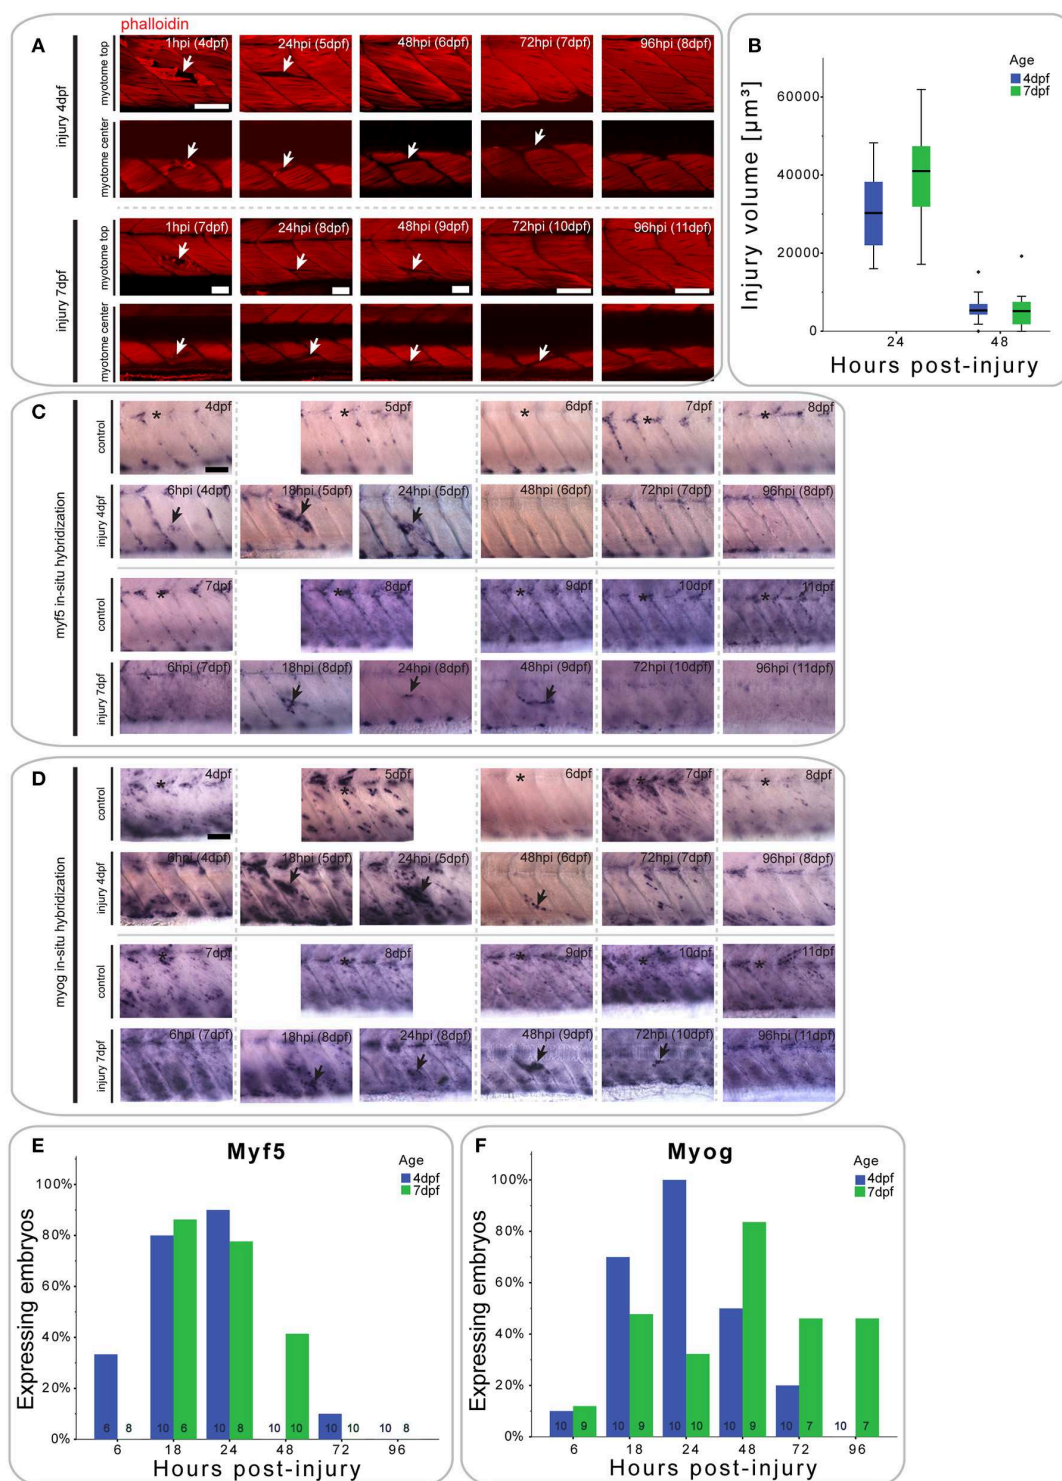 phalloidin
A
injury 4dpf
myotome top
1hpi (4dpf)
24hpi (5dpf)
48hpi (6dpf)
72hpi (7dpf)
96hpi (8dpf)
myotome center
injury 7dpf
myotome top
1hpi (7dpf)
24hpi (8dpf)
48hpi (9dpf)
72hpi (10dpf)
96hpi (11dpf)
myotome center
B
Age
4dpf
7dpf
Injury volume [µm³]
60000
40000
20000
0
24
48
Hours post-injury
C
myf5 in-situ hybridization
control
4dpf
5dpf
6dpf
7dpf
8dpf
*
*
*
*
*
injury 4dpf
6hpi (4dpf)
18hpi (5dpf)
24hpi (5dpf)
48hpi (6dpf)
72hpi (7dpf)
96hpi (8dpf)
control
7dpf
8dpf
9dpf
10dpf
11dpf
*
*
*
*
*
injury 7dpf
6hpi (7dpf)
18hpi (8dpf)
24hpi (8dpf)
48hpi (9dpf)
72hpi (10dpf)
96hpi (11dpf)
D
myog in-situ hybridization
control
4dpf
5dpf
6dpf
7dpf
8dpf
*
*
*
*
*
injury 4dpf
6hpi (4dpf)
18hpi (5dpf)
24hpi (5dpf)
48hpi (6dpf)
72hpi (7dpf)
96hpi (8dpf)
control
7dpf
8dpf
9dpf
10dpf
11dpf
*
*
*
*
*
injury 7dpf
6hpi (7dpf)
18hpi (8dpf)
24hpi (8dpf)
48hpi (9dpf)
72hpi (10dpf)
96hpi (11dpf)
E
Myf5
Age
4dpf
7dpf
Expressing embryos
100%
80%
60%
40%
20%
0%
6 8 10 6 10 8 10 10 10 10 10 8
6 18 24 48 72 96
Hours post-injury
F
Myog
Age
4dpf
7dpf
Expressing embryos
100%
80%
60%
40%
20%
0%
10 9 10 9 10 10 10 9 10 7 10 7
6 18 24 48 72 96
Hours post-injury